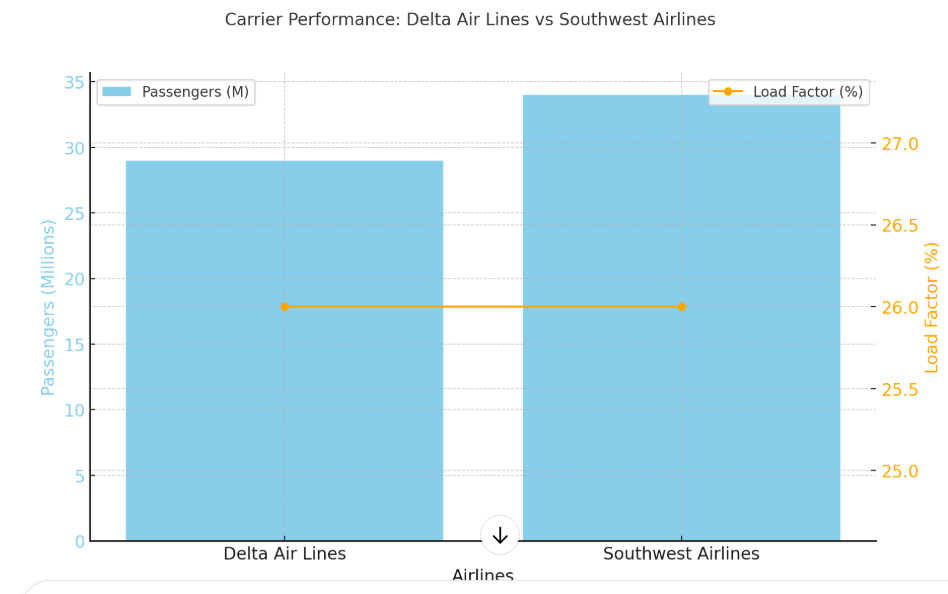 Carrier Performance: Delta Air Lines vs Southwest Airlines
Passengers (M)
Load Factor (%)
35
30
25
20
15
10
5
0
Passengers (Millions)
27.0
26.5
26.0
25.5
25.0
Load Factor (%)
Delta Air Lines
Southwest Airlines
Airlines